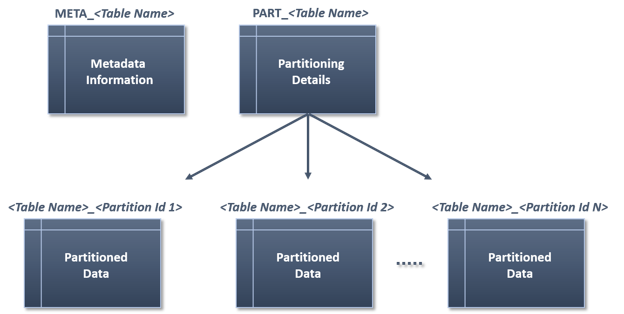 META_<Table Name>
PART_<Table Name>
Metadata
Information
Partitioning
Details
<Table Name>_<Partition Id 1>
<Table Name>_<Partition Id 2>
<Table Name>_<Partition Id N>
Partitioned
Data
Partitioned
Data
.....
Partitioned
Data